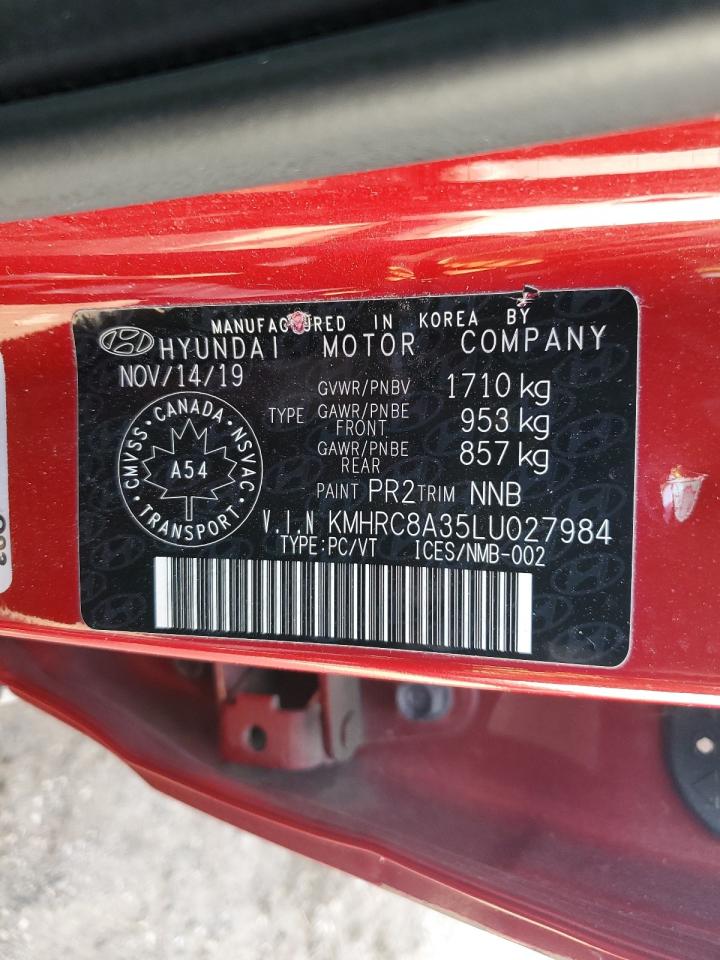 MANUFACTURED IN KOREA BY
HYUNDAI MOTOR COMPANY
NOV/14/19
GVWR/PNBV 1710 kg
TYPE GAWR/PNBE FRONT 953 kg
GAWR/PNBE REAR 857 kg
CANADA
CMVSS
NSVAC
A54
TRANSPORT
PAINT PR2 TRIM NNB
V.I.N KMHRC8A35LU027984
TYPE:PC/VT ICES/NMB-002